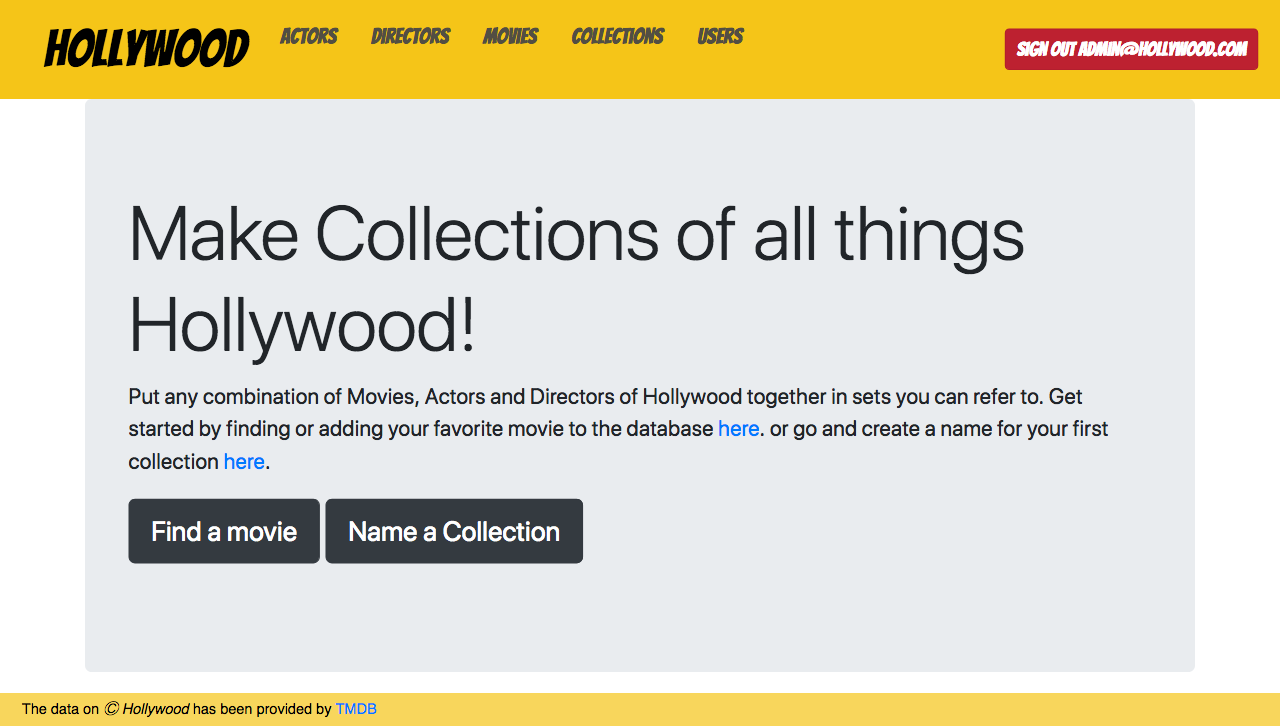 HOLLYWOOD ACTORS DIRECTORS MOVIES COLLECTIONS USERS SIGN OUT ADMIN@HOLLYWOOD.COM
Make Collections of all things
Hollywood!
Put any combination of Movies, Actors and Directors of Hollywood together in sets you can refer to. Get
started by finding or adding your favorite movie to the database here. or go and create a name for your first
collection here.
Find a movie Name a Collection
The data on © Hollywood has been provided by TMDB